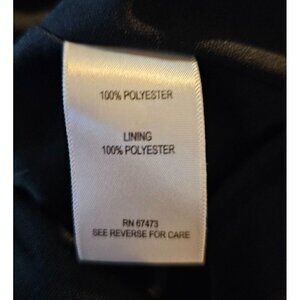 100% POLYESTER
LINING
100% POLYESTER
RN 67473
SEE REVERSE FOR CARE